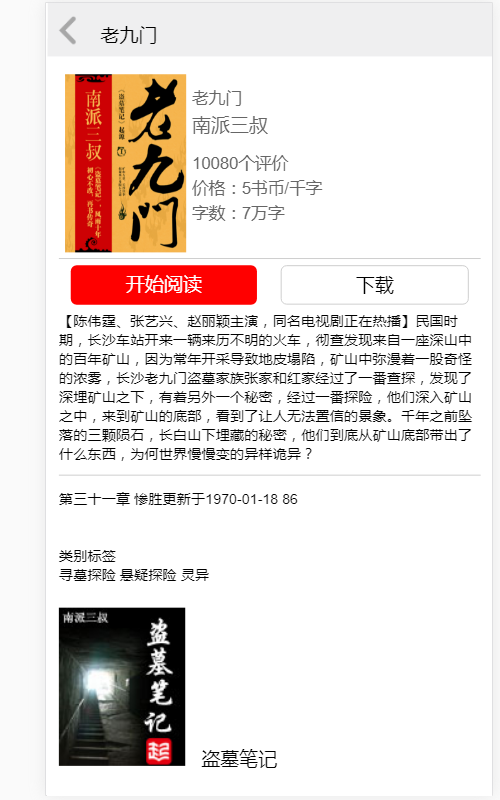 老九门
南派三叔
《盗墓笔记》起源
老九門
老九门
南派三叔
10080个评价
价格：5书币/千字
字数：7万字
开始阅读
下载
【陈伟霆、张艺兴、赵丽颖主演，同名电视剧正在热播】民国时
期，长沙车站开来一辆来历不明的火车，彻查发现来自一座深山中
的百年矿山，因为常年开采导致地皮塌陷，矿山中弥漫着一股奇怪
的浓雾，长沙老九门盗墓家族张家和红家经过了一番查探，发现了
深埋矿山之下，有着另外一个秘密，经过一番探险，他们深入矿山
之中，来到矿山的底部，看到了让人无法置信的景象。千年之前坠
落的三颗陨石，长白山下埋藏的秘密，他们到底从矿山底部带出了
什么东西，为何世界慢慢变的异样诡异？
第三十一章 惨胜更新于1970-01-18 86
类别标签
寻墓探险 悬疑探险 灵异
南派三叔
盗墓笔记
起
盗墓笔记